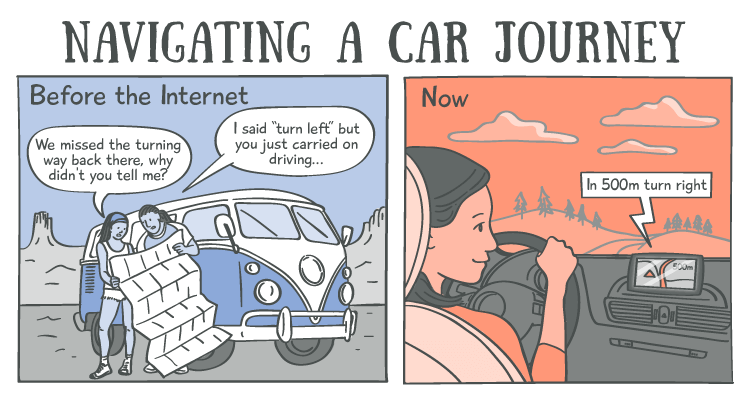 NAVIGATING A CAR JOURNEY
Before the Internet
We missed the turning
way back there, why
didn't you tell me?
I said "turn left" but
you just carried on
driving...
Now
In 500m turn right
500m